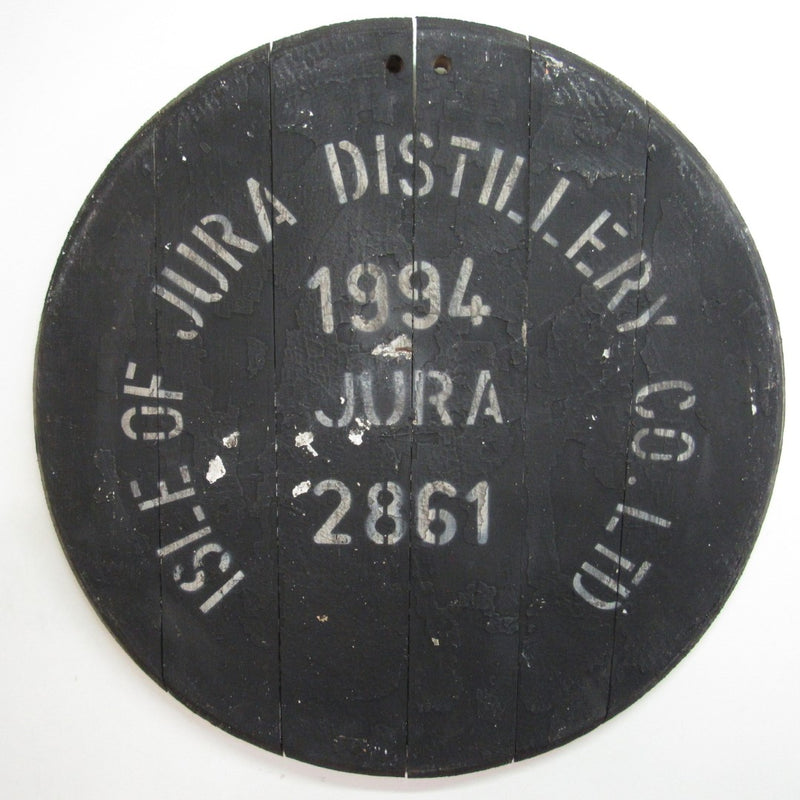 ISLE OF JURA DISTILLERY CO. LTD
1994
JURA
2861